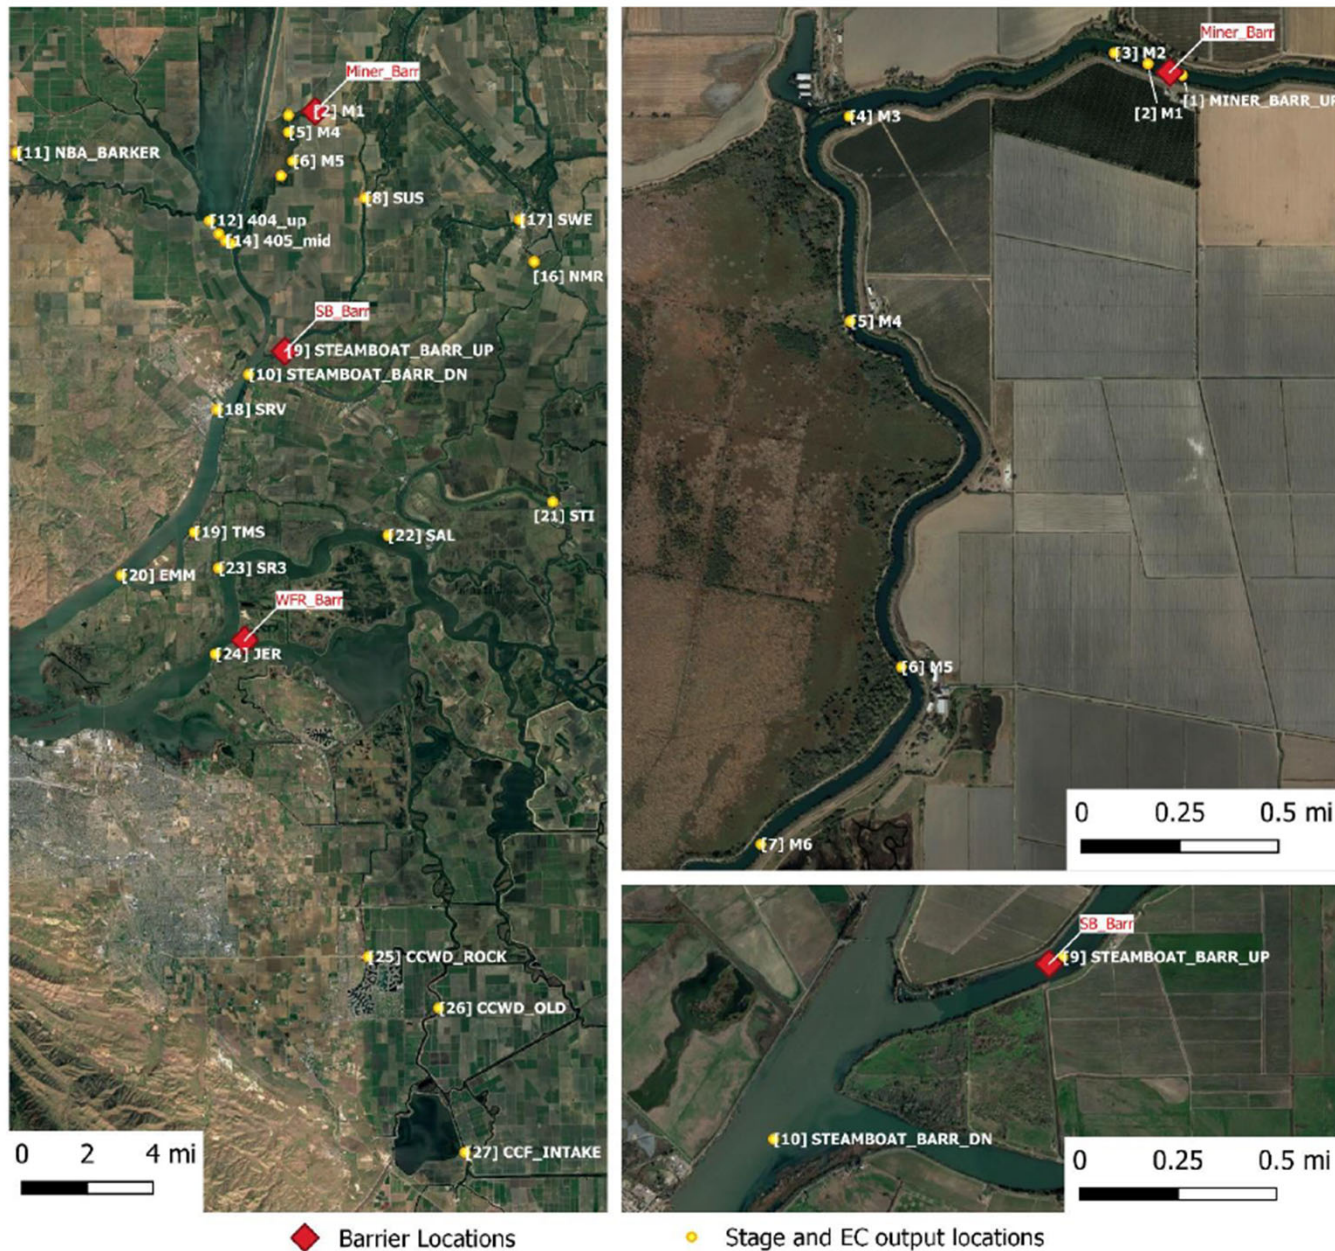 Miner_Barr
[2] M1
[5] M4
[11] NBA_BARKER
[6] M5
[8] SUS
[12] 404_up
[17] SWE
[14] 405_mid
[16] NMR
SB_Barr
[9] STEAMBOAT_BARR_UP
[10] STEAMBOAT_BARR_DN
[18] SRV
[21] STI
[19] TMS
[22] SAL
[23] SR3
[20] EMM
WFR_Barr
[24] JER
[25] CCWD_ROCK
[26] CCWD_OLD
[27] CCF_INTAKE
0 2 4 mi
Miner_Barr
[3] M2
[1] MINER_BARR_UP
[2] M1
[4] M3
[5] M4
[6] M5
[7] M6
0 0.25 0.5 mi
SB_Barr
[9] STEAMBOAT_BARR_UP
[10] STEAMBOAT_BARR_DN
0 0.25 0.5 mi
Barrier Locations
Stage and EC output locations